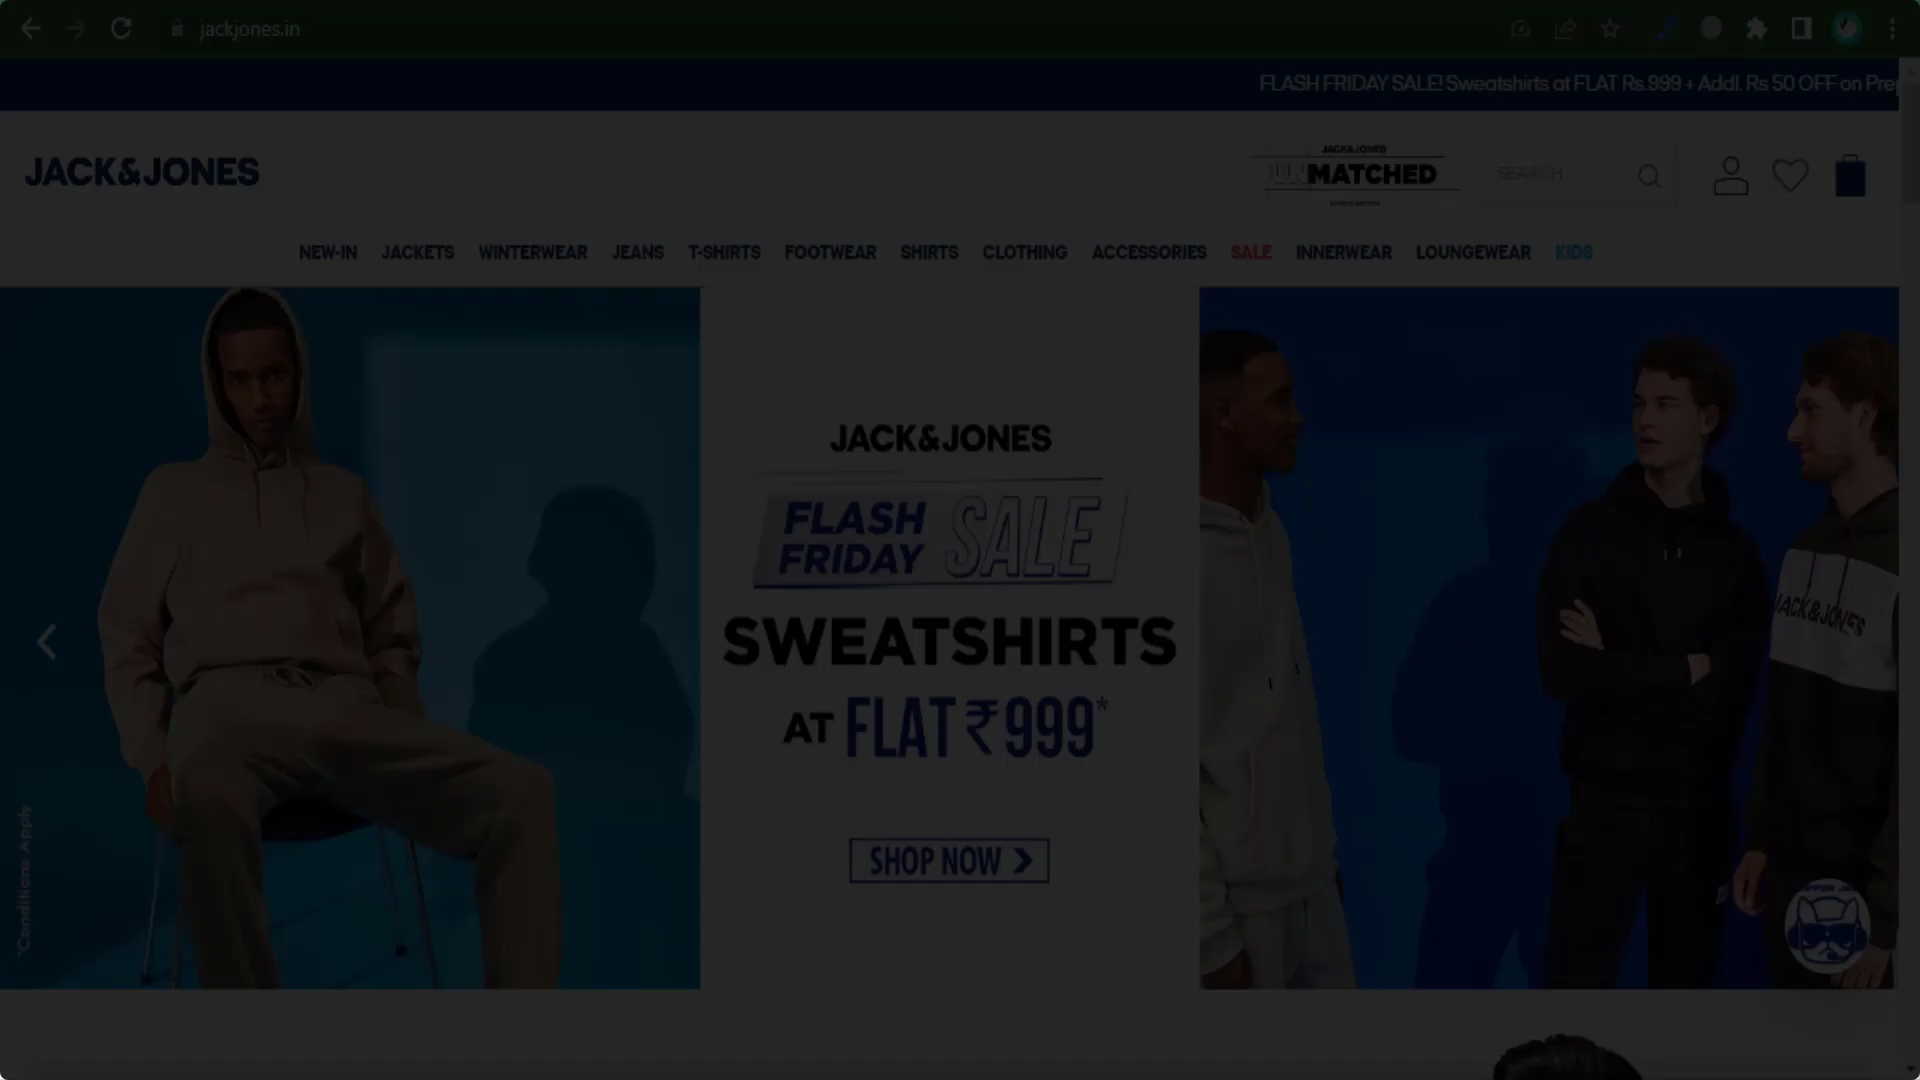 jackjones.in
FLASH FRIDAY SALE! Sweatshirts at FLAT Rs.999 + Addl. Rs 50 OFF on
JACK&JONES
JACK&JONES
UNMATCHED
SEARCH
NEW-IN JACKETS WINTERWEAR JEANS T-SHIRTS FOOTWEAR SHIRTS CLOTHING ACCESSORIES SALE INNERWEAR LOUNGEWEAR KIDS
JACK&JONES
FLASH FRIDAY SALE
SWEATSHIRTS
AT FLAT ₹999*
SHOP NOW
*Conditions Apply
JACK&JONES